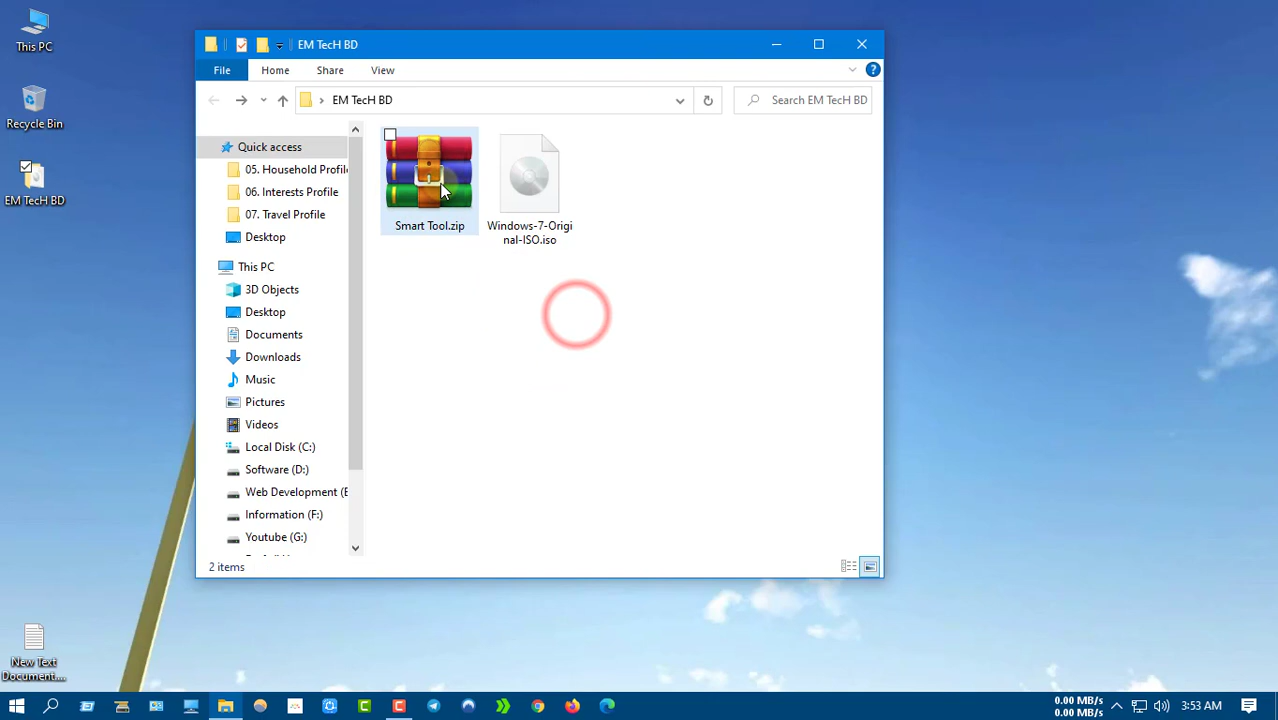 This PC
Recycle Bin
EM TecH BD
New Text
Document....
EM TecH BD
File
Home
Share
View
EM TecH BD
Search EM TecH BD
Quick access
05. Household Profile
06. Interests Profile
07. Travel Profile
Desktop
This PC
3D Objects
Desktop
Documents
Downloads
Music
Pictures
Videos
Local Disk (C:)
Software (D:)
Web Development (E
Information (F:)
Youtube (G:)
Smart Tool.zip
Windows-7-Origi
nal-ISO.iso
2 items
0.00 MB/s
0.00 MB/s
3:53 AM